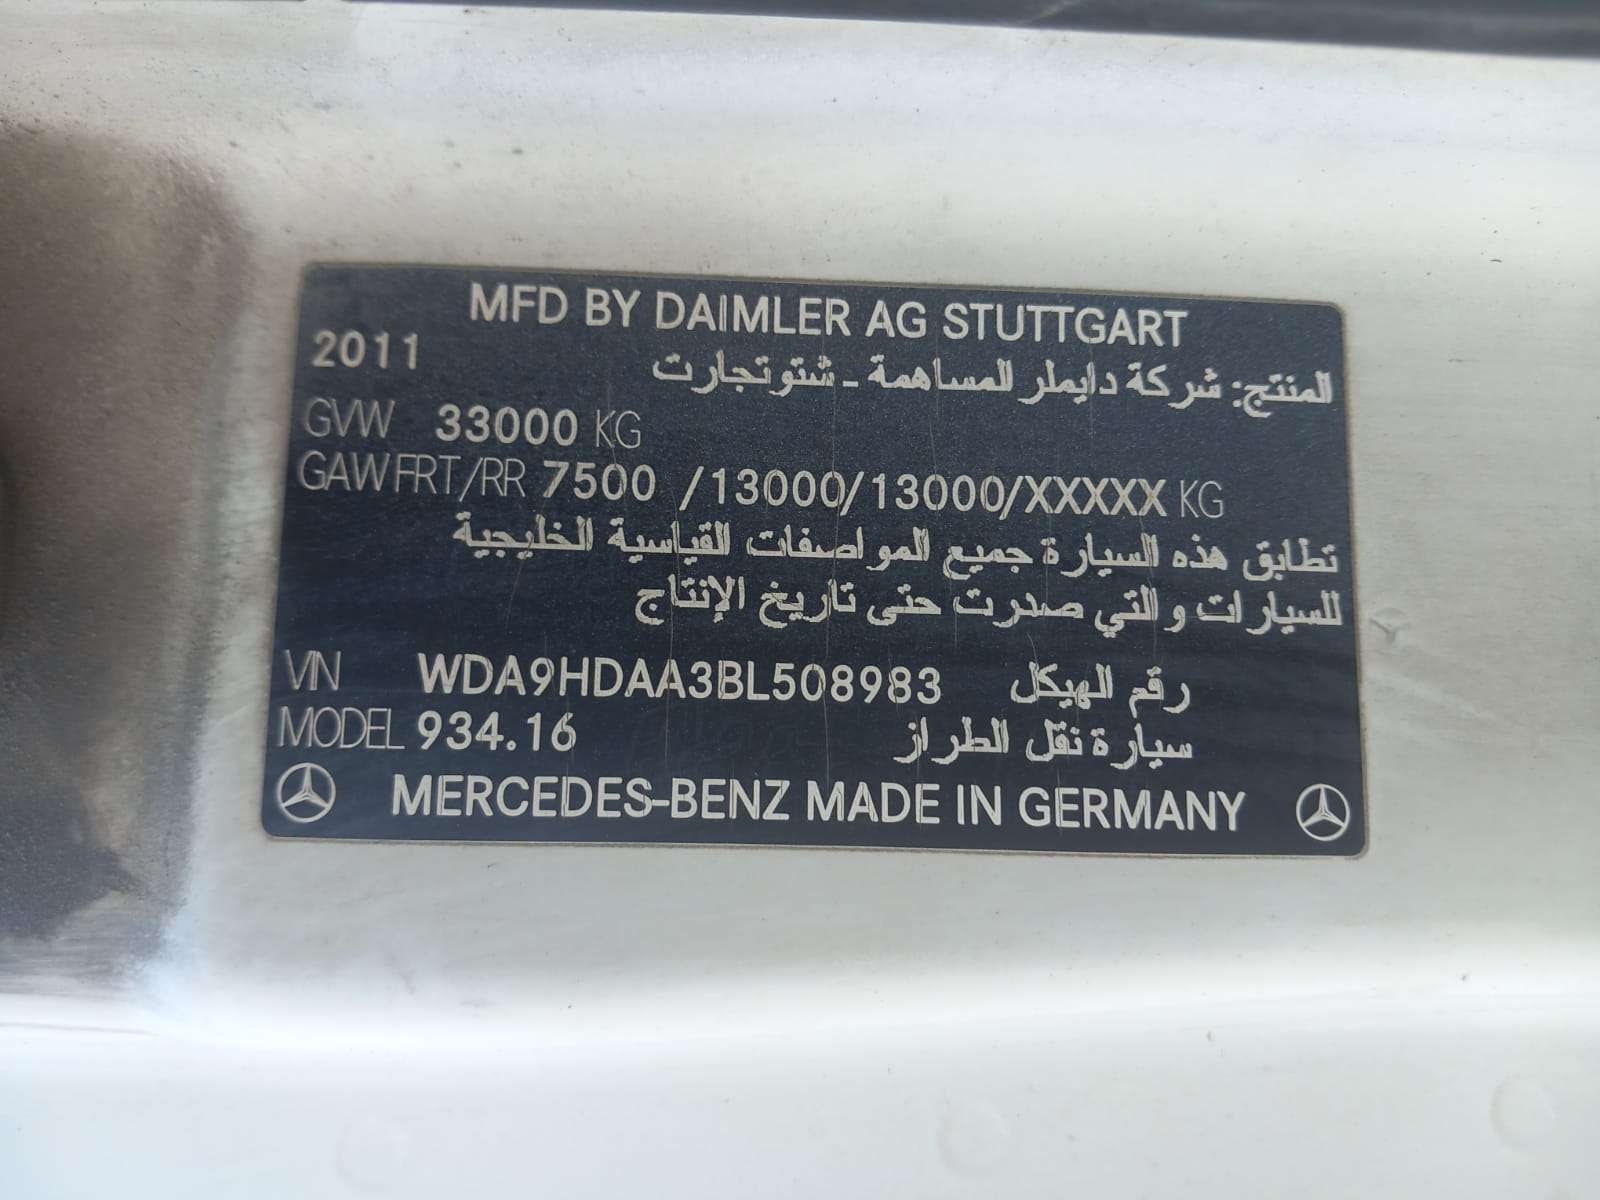 MFD BY DAIMLER AG STUTTGART
2011
المنتج: شركة دايملر المساهمة - شتوتجارت
GVW 33000 KG
GAWFRT/RR 7500 /13000/13000/XXXXX KG
تطابق هذه السيارة جميع المواصفات القياسية الخليجية
للسيارات والتي صدرت حتى تاريخ الإنتاج
VIN WDA9HDAA3BL508983 رقم الهيكل
MODEL 934.16 سيارة نقل الطراز
MERCEDES-BENZ MADE IN GERMANY